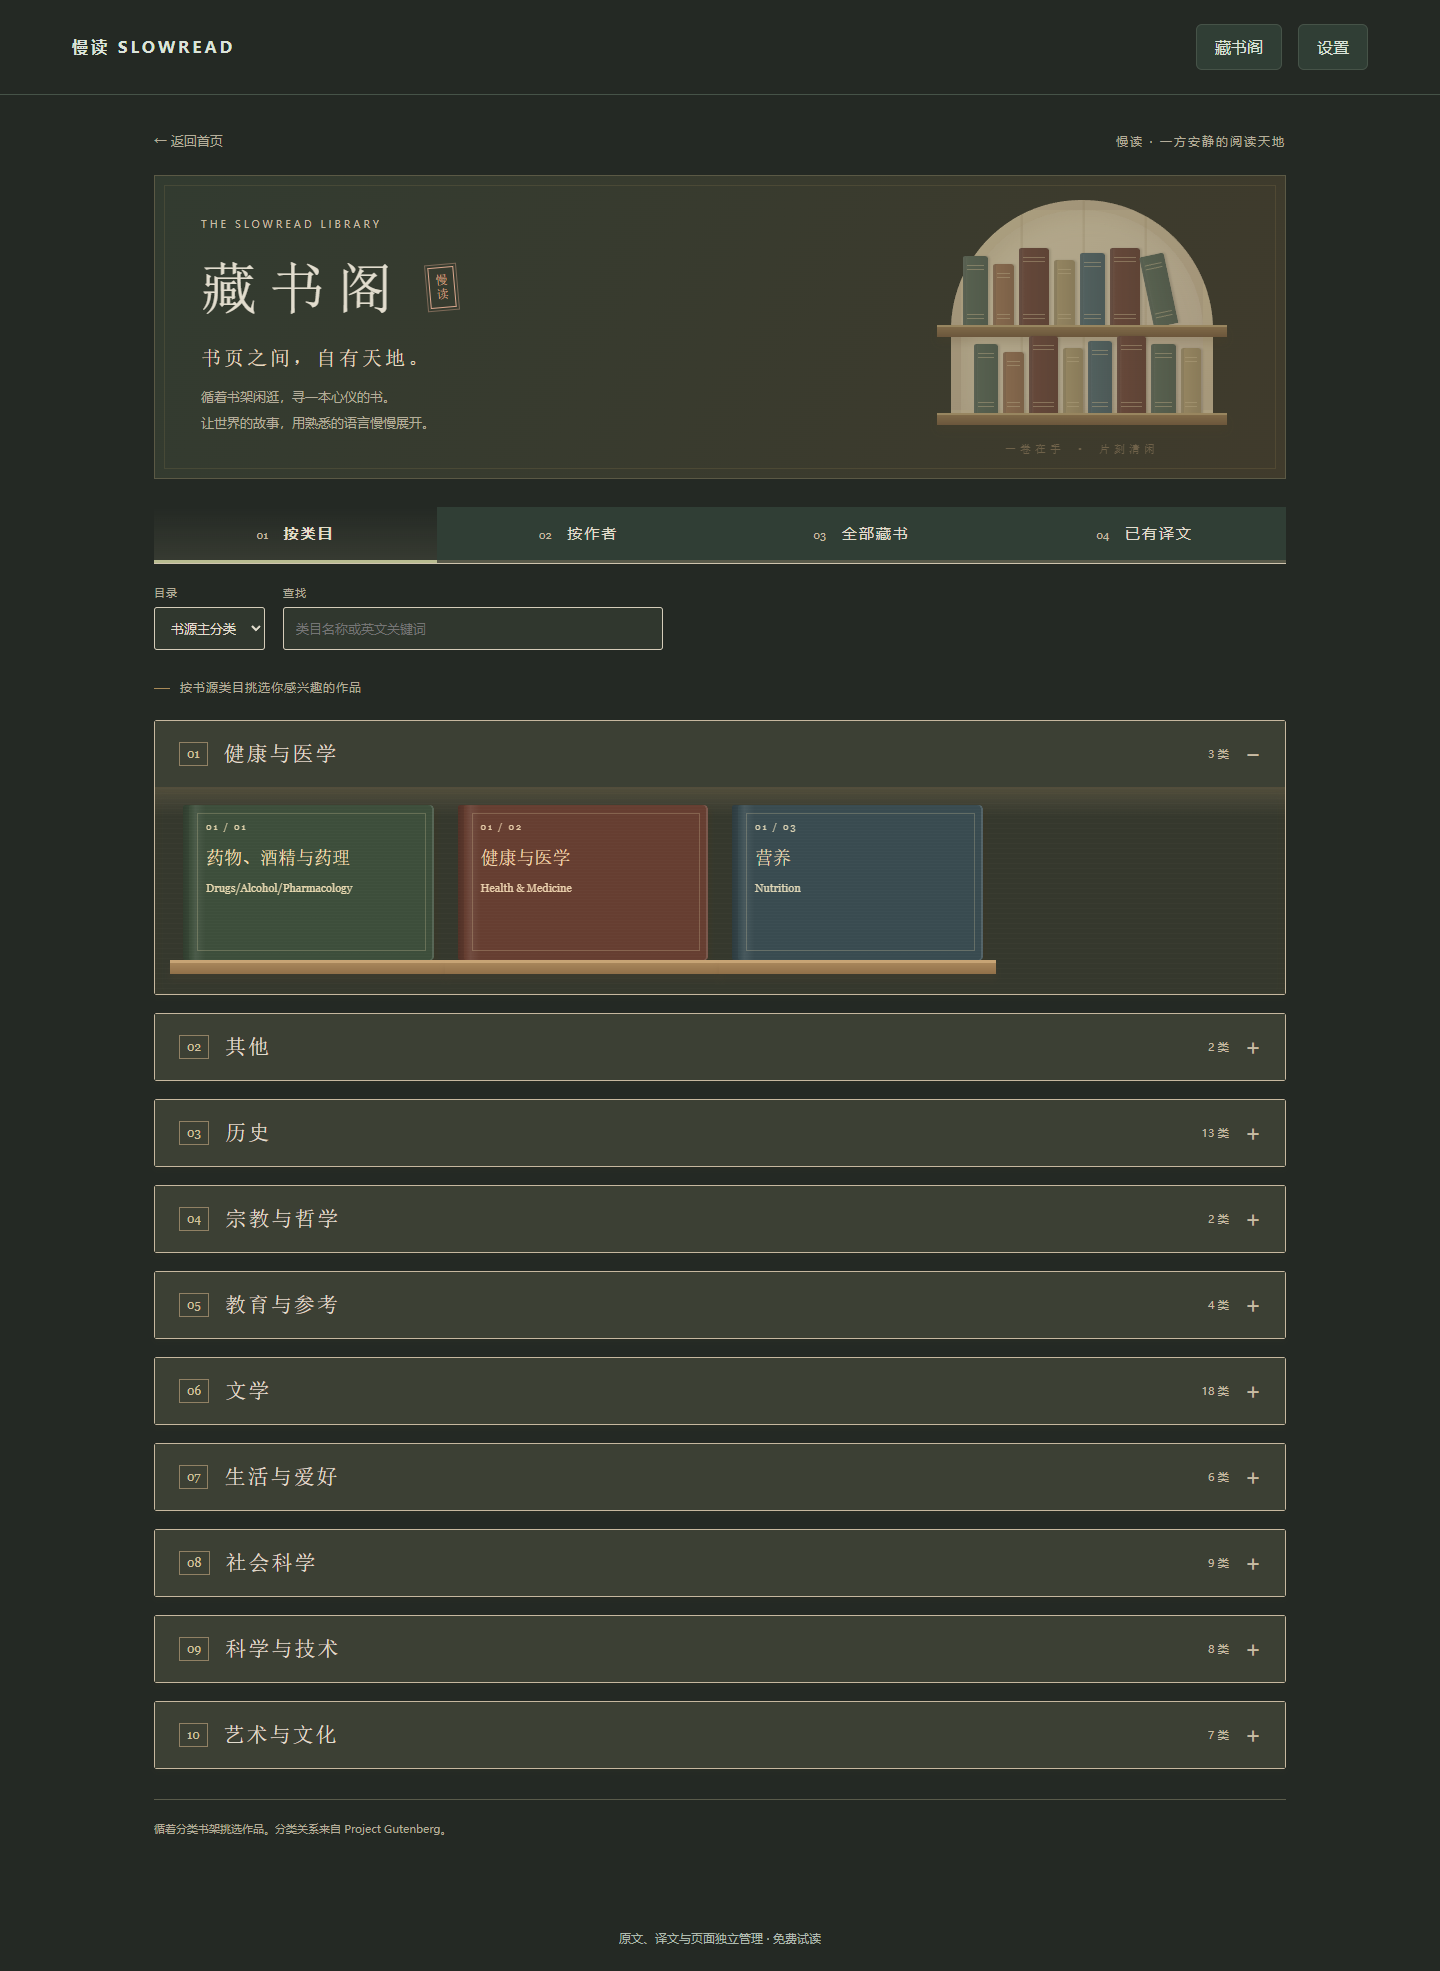 慢读 SLOWREAD
藏书阁
设置
← 返回首页
慢读 · 一方安静的阅读天地
THE SLOWREAD LIBRARY
藏书阁
慢读
书页之间，自有天地。
循着书架闲逛，寻一本心仪的书。
让世界的故事，用熟悉的语言慢慢展开。
一卷在手 · 片刻清闲
01 按类目
02 按作者
03 全部藏书
04 已有译文
目录
查找
书源主分类
类目名称或英文关键词
— 按书源类目挑选你感兴趣的作品
01 健康与医学
3 类 −
01 / 01
药物、酒精与药理
Drugs/Alcohol/Pharmacology
01 / 02
健康与医学
Health & Medicine
01 / 03
营养
Nutrition
02 其他
2 类 +
03 历史
13 类 +
04 宗教与哲学
2 类 +
05 教育与参考
4 类 +
06 文学
18 类 +
07 生活与爱好
6 类 +
08 社会科学
9 类 +
09 科学与技术
8 类 +
10 艺术与文化
7 类 +
循着分类书架挑选作品。分类关系来自 Project Gutenberg。
原文、译文与页面独立管理 · 免费试读